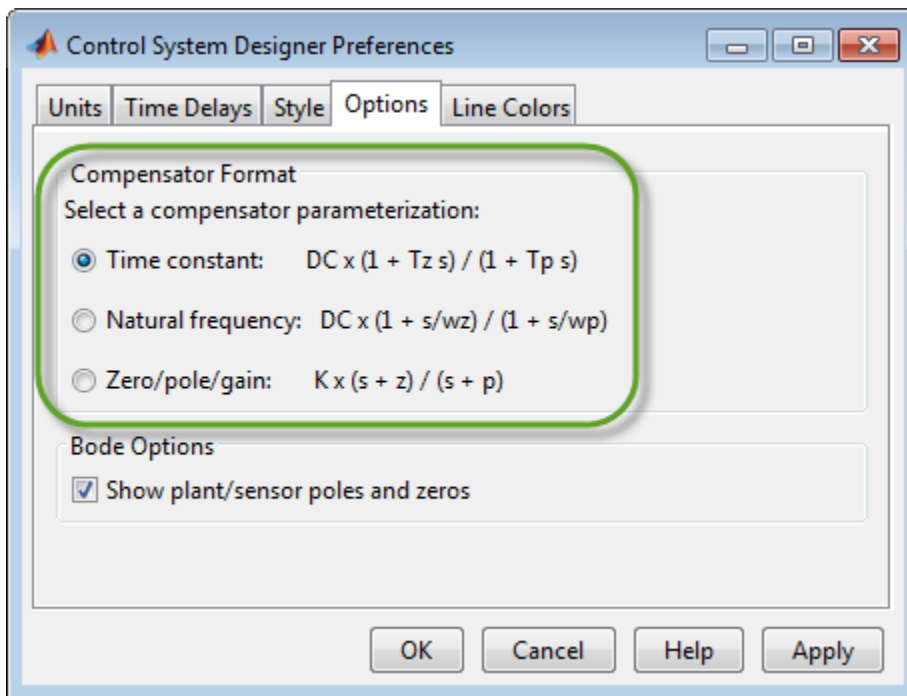 Control System Designer Preferences
Units Time Delays Style Options Line Colors
Compensator Format
Select a compensator parameterization:
Time constant: DC x (1 + Tz s) / (1 + Tp s)
Natural frequency: DC x (1 + s/wz) / (1 + s/wp)
Zero/pole/gain: K x (s + z) / (s + p)
Bode Options
Show plant/sensor poles and zeros
OK Cancel Help Apply